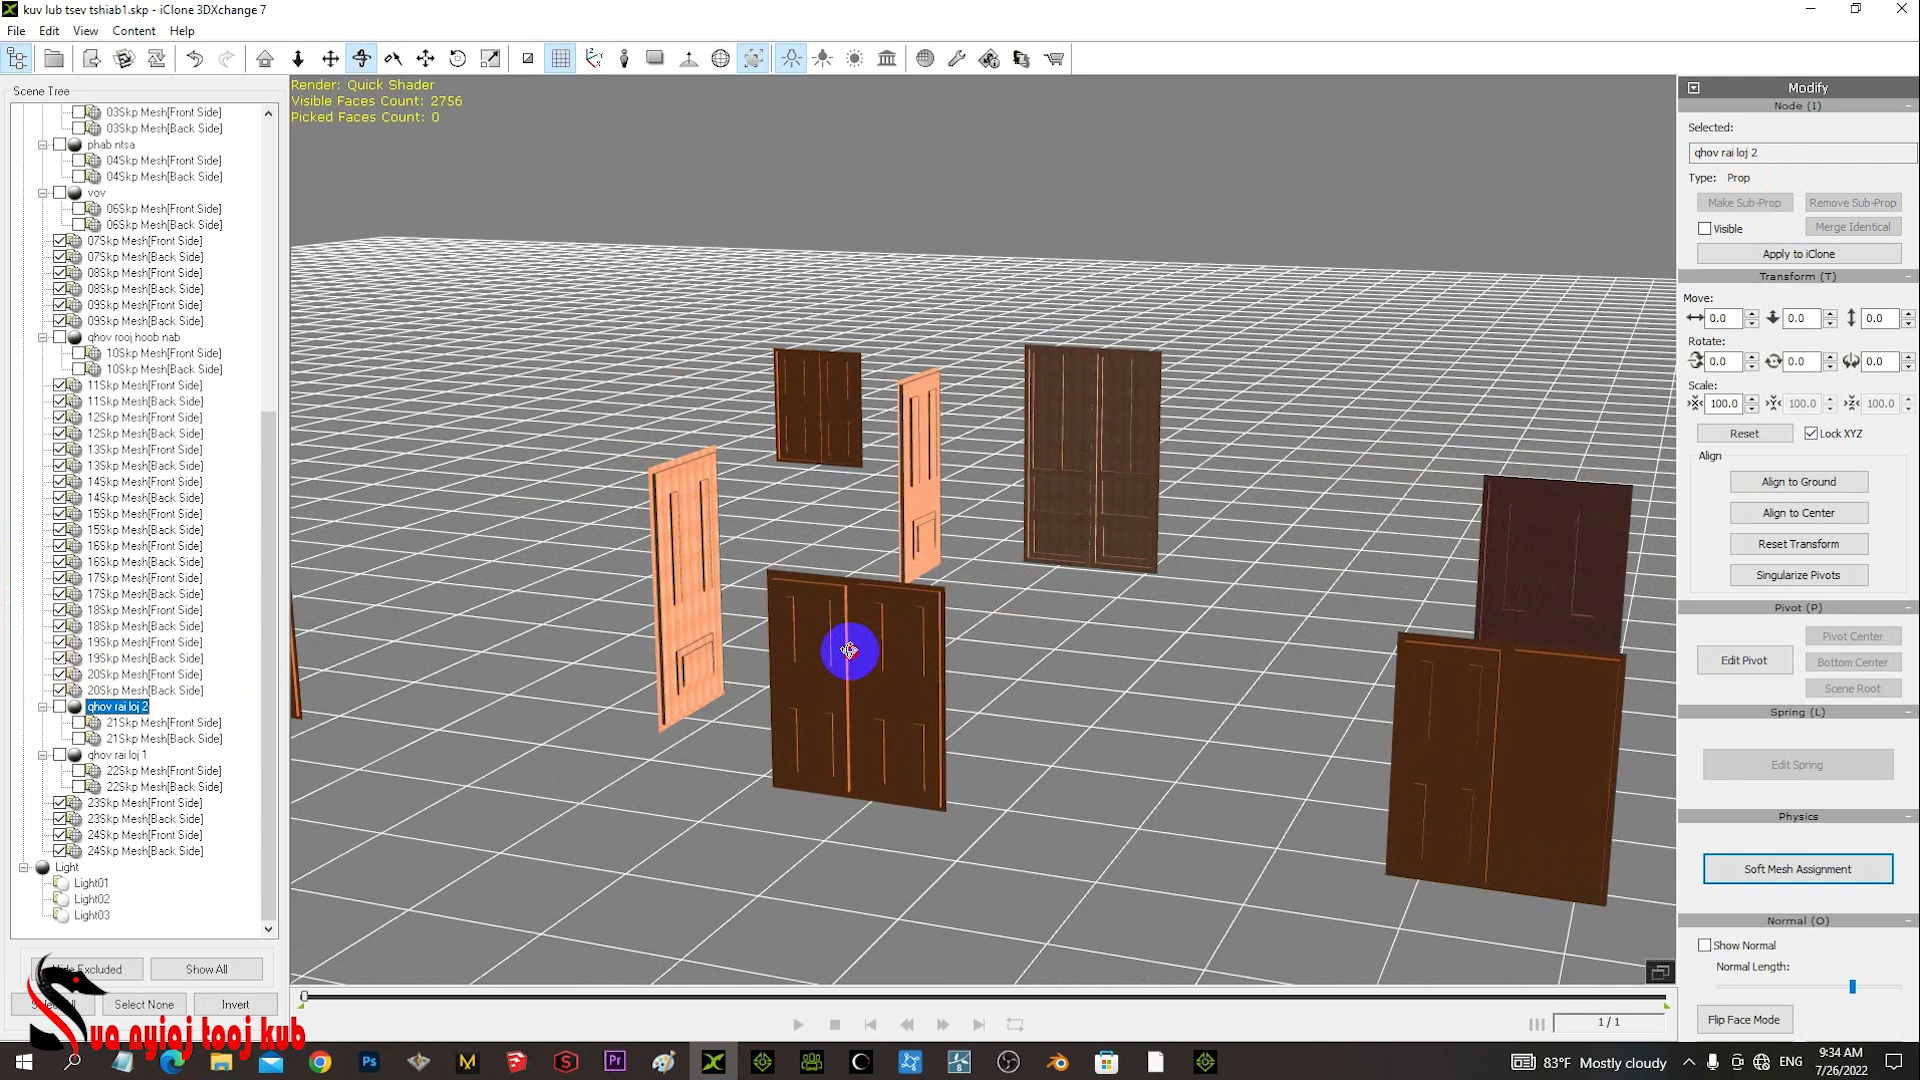 kuv lub tsev tshiab1.skp - iClone 3DXchange 7
File Edit View Content Help
Scene Tree
03Skp Mesh[Front Side]
03Skp Mesh[Back Side]
phab ntsa
04Skp Mesh[Front Side]
04Skp Mesh[Back Side]
vov
06Skp Mesh[Front Side]
06Skp Mesh[Back Side]
07Skp Mesh[Front Side]
07Skp Mesh[Back Side]
08Skp Mesh[Front Side]
08Skp Mesh[Back Side]
09Skp Mesh[Front Side]
09Skp Mesh[Back Side]
qhov rooj hoob nab
10Skp Mesh[Front Side]
10Skp Mesh[Back Side]
11Skp Mesh[Front Side]
11Skp Mesh[Back Side]
12Skp Mesh[Front Side]
12Skp Mesh[Back Side]
13Skp Mesh[Front Side]
13Skp Mesh[Back Side]
14Skp Mesh[Front Side]
14Skp Mesh[Back Side]
15Skp Mesh[Front Side]
15Skp Mesh[Back Side]
16Skp Mesh[Front Side]
16Skp Mesh[Back Side]
17Skp Mesh[Front Side]
17Skp Mesh[Back Side]
18Skp Mesh[Front Side]
18Skp Mesh[Back Side]
19Skp Mesh[Front Side]
19Skp Mesh[Back Side]
20Skp Mesh[Front Side]
20Skp Mesh[Back Side]
qhov rai loj 2
21Skp Mesh[Front Side]
21Skp Mesh[Back Side]
qhov rai loj 1
22Skp Mesh[Front Side]
22Skp Mesh[Back Side]
23Skp Mesh[Front Side]
23Skp Mesh[Back Side]
24Skp Mesh[Front Side]
24Skp Mesh[Back Side]
Light
Light01
Light02
Light03
Excluded Show All
Select None Invert
ua nyiaj tooj kub
Render: Quick Shader
Visible Faces Count: 2756
Picked Faces Count: 0
1 / 1
Modify
Node (I)
Selected:
qhov rai loj 2
Type: Prop
Make Sub-Prop Remove Sub-Prop
Visible Merge Identical
Apply to iClone
Transform (T)
Move:
0.0 0.0 0.0
Rotate:
0.0 0.0 0.0
Scale:
100.0 100.0 100.0
Reset Lock XYZ
Align
Align to Ground
Align to Center
Reset Transform
Singularize Pivots
Pivot (P)
Pivot Center
Edit Pivot Bottom Center
Scene Root
Spring (L)
Edit Spring
Physics
Soft Mesh Assignment
Normal (O)
Show Normal
Normal Length:
Flip Face Mode
Ps
Pr
83°F Mostly cloudy
ENG
9:34 AM
7/26/2022